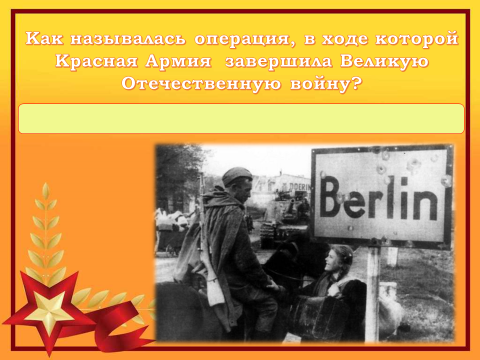 Как называлась операция, в ходе которой
Красная Армия завершила Великую
Отечественную войну?
Berlin